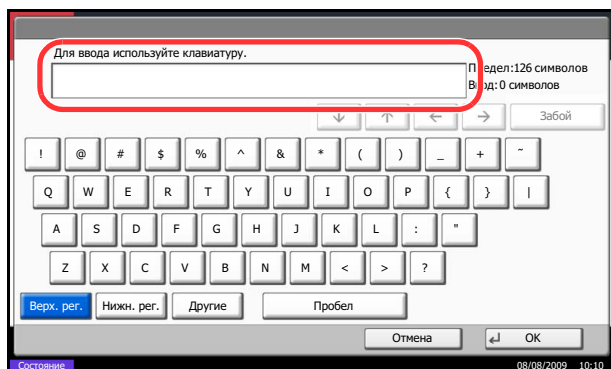 Для ввода используйте клавиатуру.
Предел:126 символов
Ввод:0 символов
↓ ↑ ← → Забой
! @ # $ % ^ & * ( ) _ + ~
Q W E R T Y U I O P { } |
A S D F G H J K L : "
Z X C V B N M < > ?
Верх. рег. Нижн. рег. Другие Пробел
Отмена ↵ OK
Состояние 08/08/2009 10:10